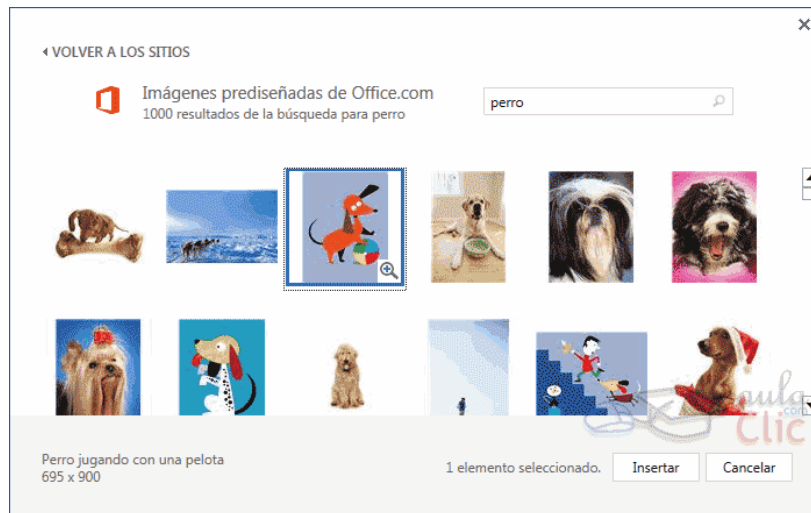 VOLVER A LOS SITIOS
Imágenes prediseñadas de Office.com
1000 resultados de la búsqueda para perro
perro
aula
.com
Clic
Perro jugando con una pelota
695 x 900
1 elemento seleccionado.
Insertar
Cancelar